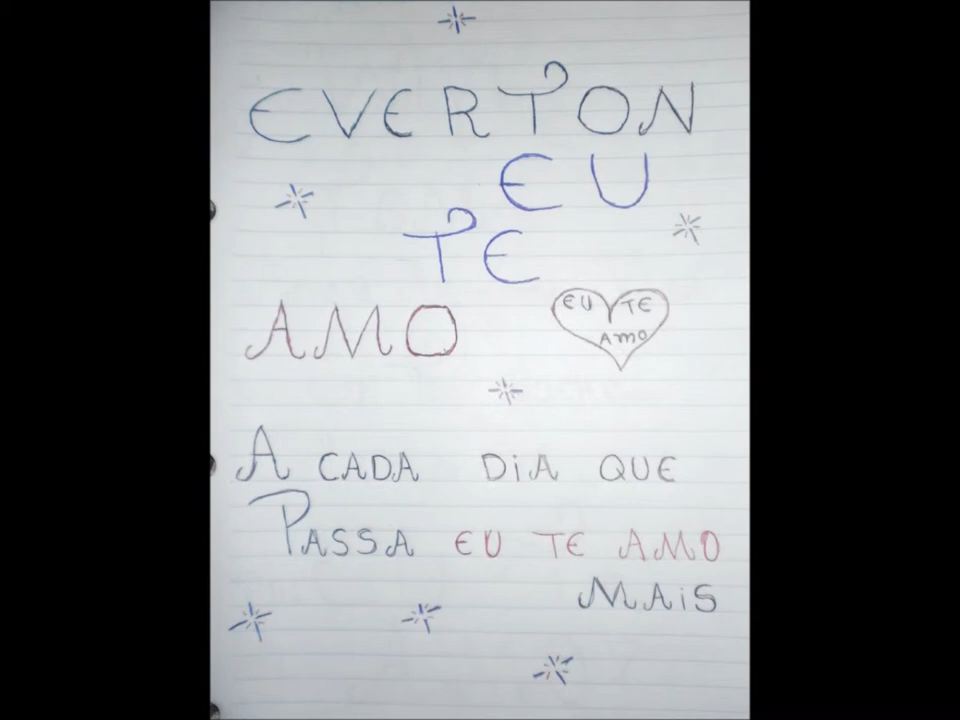 EVERTON
EU
TE
AMO
EU TE
AMO
A CADA DiA QUE
PASSA EU TE AMO
MAiS